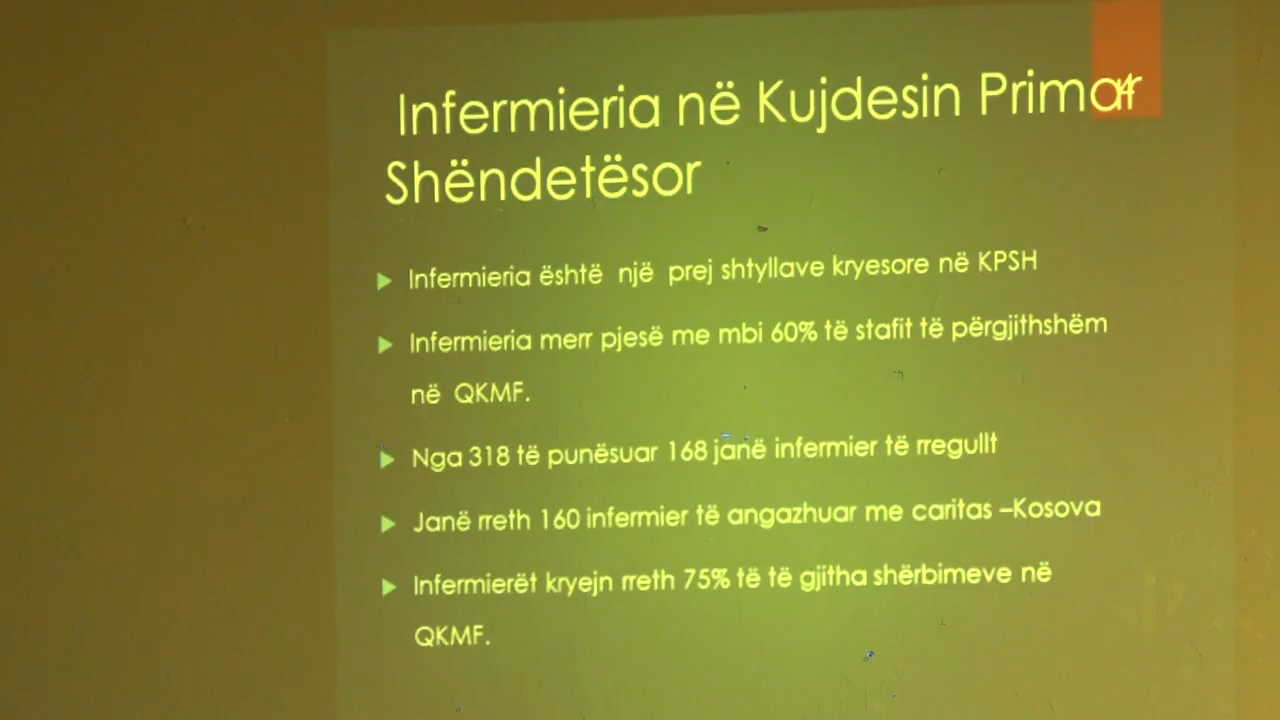 Infermieria në Kujdesin Primar
4
Shëndetësor
Infermieria është një prej shtyllave kryesore në KPSH
Infermieria merr pjesë me mbi 60% të stafit të përgjithshëm
në QKMF.
Nga 318 të punësuar 168 janë infermier të rregullt
Janë rreth 160 infermier të angazhuar me caritas –Kosova
Infermierët kryejn rreth 75% të të gjitha shërbimeve në
QKMF.